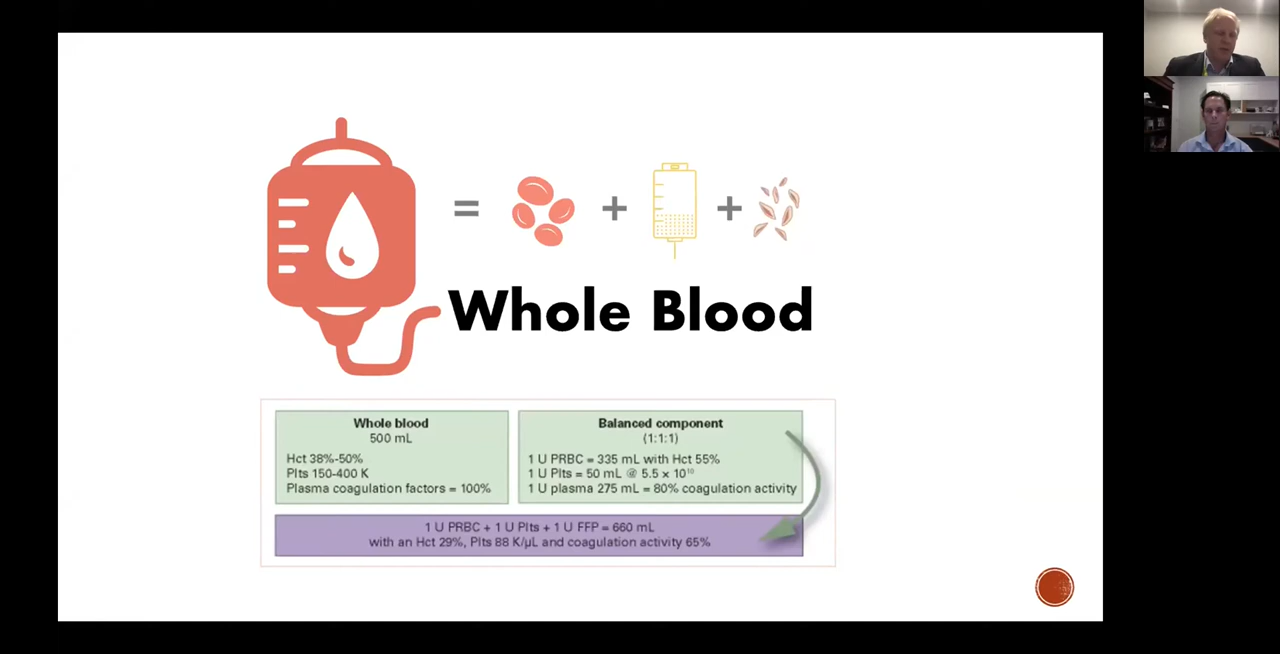 =
+
+
Whole Blood
Whole blood
500 mL
Hct 38%-50%
Plts 150-400 K
Plasma coagulation factors = 100%
Balanced component
(1:1:1)
1 U PRBC = 335 mL with Hct 55%
1 U Plts = 50 mL @ 5.5 × 10¹⁰
1 U plasma 275 mL = 80% coagulation activity
1 U PRBC + 1 U Plts + 1 U FFP = 660 mL
with an Hct 29%, Plts 88 K/µL and coagulation activity 65%